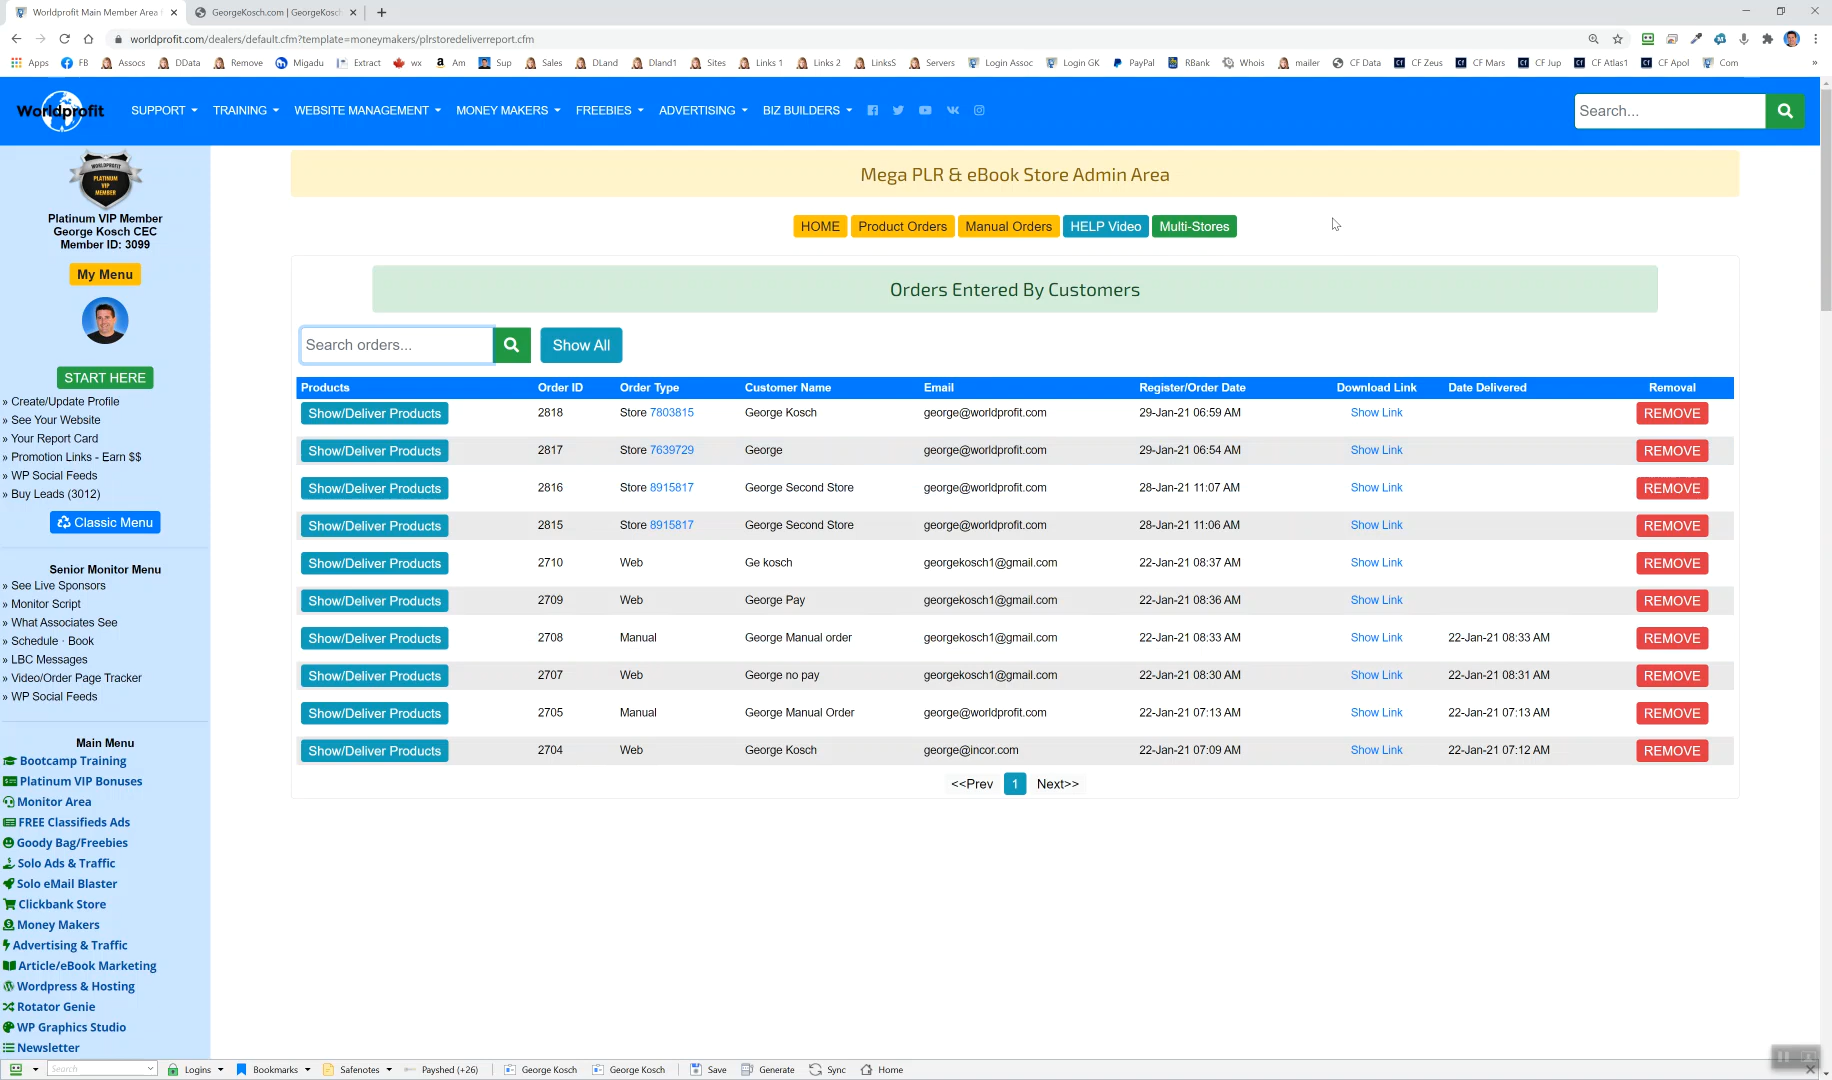 Worldprofit Main Member Area
GeorgeKosch.com | GeorgeKosch
worldprofit.com/dealers/default.cfm?template=moneymakers/plrstoredeliverreport.cfm
Apps FB Assocs DData Remove Migadu Extract wx Am Sup Sales DLand Dland1 Sites Links 1 Links 2 LinksS Servers Login Assoc Login GK PayPal RBank Whois mailer CF Data CF Zeus CF Mars CF Jup CF Atlas1 CF Apol Com »
Worldprofit SUPPORT TRAINING WEBSITE MANAGEMENT MONEY MAKERS FREEBIES ADVERTISING BIZ BUILDERS Search...
WORLDPROFIT
PLATINUM
VIP
MEMBER
Platinum VIP Member
George Kosch CEC
Member ID: 3099
My Menu
START HERE
» Create/Update Profile
» See Your Website
» Your Report Card
» Promotion Links - Earn $$
» WP Social Feeds
» Buy Leads (3012)
Classic Menu
Senior Monitor Menu
» See Live Sponsors
» Monitor Script
» What Associates See
» Schedule · Book
» LBC Messages
» Video/Order Page Tracker
» WP Social Feeds
Main Menu
Bootcamp Training
Platinum VIP Bonuses
Monitor Area
FREE Classifieds Ads
Goody Bag/Freebies
Solo Ads & Traffic
Solo eMail Blaster
Clickbank Store
Money Makers
Advertising & Traffic
Article/eBook Marketing
Wordpress & Hosting
Rotator Genie
WP Graphics Studio
Newsletter
Mega PLR & eBook Store Admin Area
HOME Product Orders Manual Orders HELP Video Multi-Stores
Orders Entered By Customers
Search orders... Show All
Products Order ID Order Type Customer Name Email Register/Order Date Download Link Date Delivered Removal
Show/Deliver Products 2818 Store 7803815 George Kosch george@worldprofit.com 29-Jan-21 06:59 AM Show Link REMOVE
Show/Deliver Products 2817 Store 7639729 George george@worldprofit.com 29-Jan-21 06:54 AM Show Link REMOVE
Show/Deliver Products 2816 Store 8915817 George Second Store george@worldprofit.com 28-Jan-21 11:07 AM Show Link REMOVE
Show/Deliver Products 2815 Store 8915817 George Second Store george@worldprofit.com 28-Jan-21 11:06 AM Show Link REMOVE
Show/Deliver Products 2710 Web Ge kosch georgekosch1@gmail.com 22-Jan-21 08:37 AM Show Link REMOVE
Show/Deliver Products 2709 Web George Pay georgekosch1@gmail.com 22-Jan-21 08:36 AM Show Link REMOVE
Show/Deliver Products 2708 Manual George Manual order georgekosch1@gmail.com 22-Jan-21 08:33 AM Show Link 22-Jan-21 08:33 AM REMOVE
Show/Deliver Products 2707 Web George no pay georgekosch1@gmail.com 22-Jan-21 08:30 AM Show Link 22-Jan-21 08:31 AM REMOVE
Show/Deliver Products 2705 Manual George Manual Order george@worldprofit.com 22-Jan-21 07:13 AM Show Link 22-Jan-21 07:13 AM REMOVE
Show/Deliver Products 2704 Web George Kosch george@incor.com 22-Jan-21 07:09 AM Show Link 22-Jan-21 07:12 AM REMOVE
<<Prev 1 Next>>
Search Logins Bookmarks Safenotes Payshed (+26) George Kosch George Kosch Save Generate Sync Home